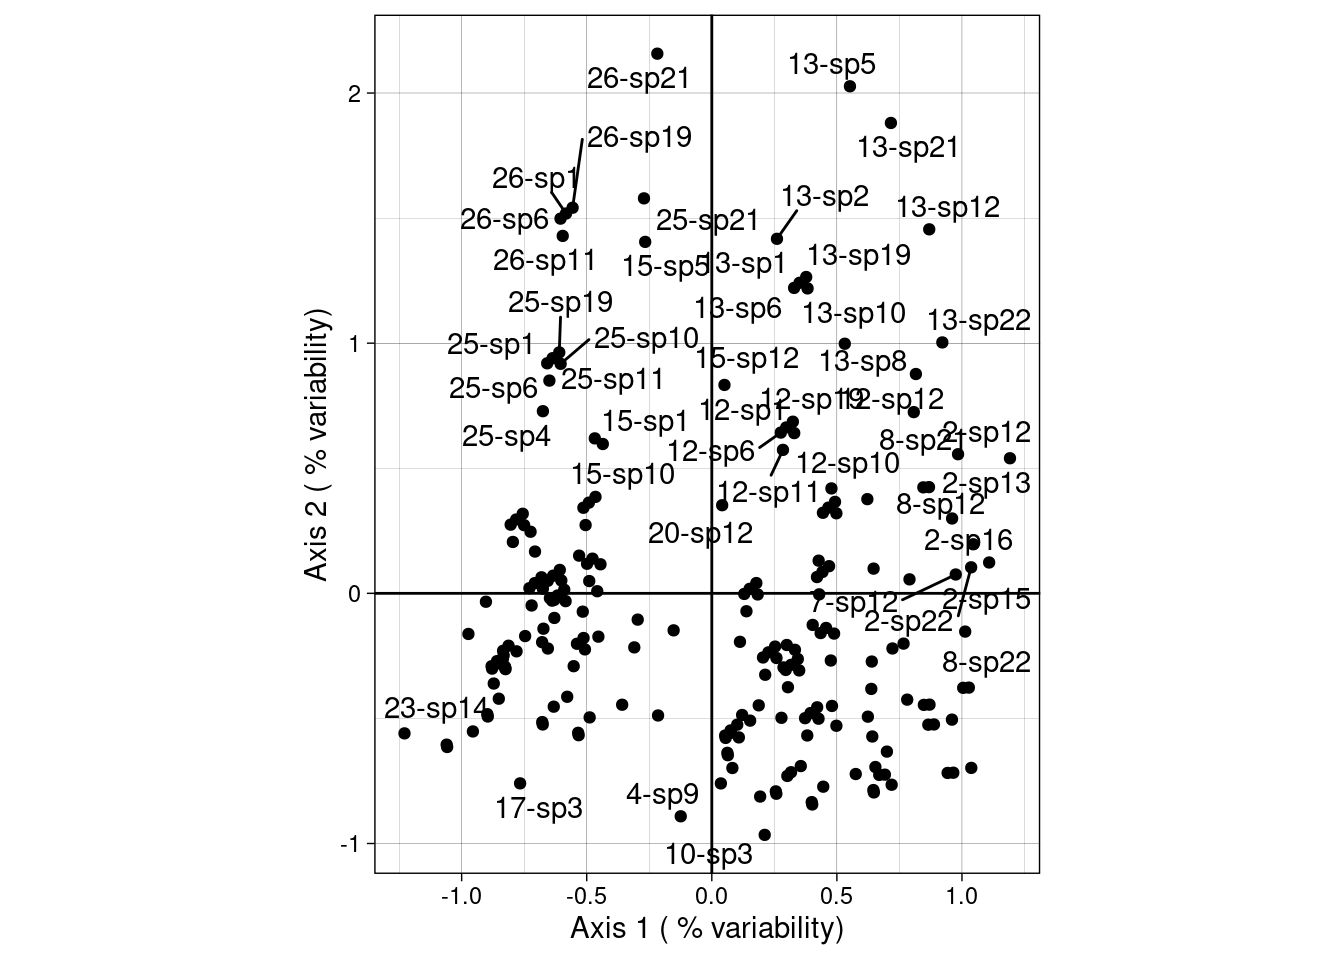 26-sp21
13-sp5
26-sp19
13-sp21
26-sp1
13-sp2
13-sp12
26-sp6
25-sp21
13-sp19
26-sp11
15-sp5
13-sp1
25-sp19
13-sp6
13-sp10
13-sp22
25-sp1
25-sp10
15-sp12
13-sp8
25-sp6
25-sp11
12-sp1
12-sp19
12-sp12
25-sp4
15-sp1
12-sp6
8-sp21
2-sp12
15-sp10
12-sp10
12-sp11
2-sp13
8-sp12
20-sp12
2-sp16
7-sp12
2-sp15
2-sp22
8-sp22
23-sp14
17-sp3
4-sp9
10-sp3
2
1
0
-1
-1.0
-0.5
0.0
0.5
1.0
Axis 1 ( % variability)
Axis 2 ( % variability)